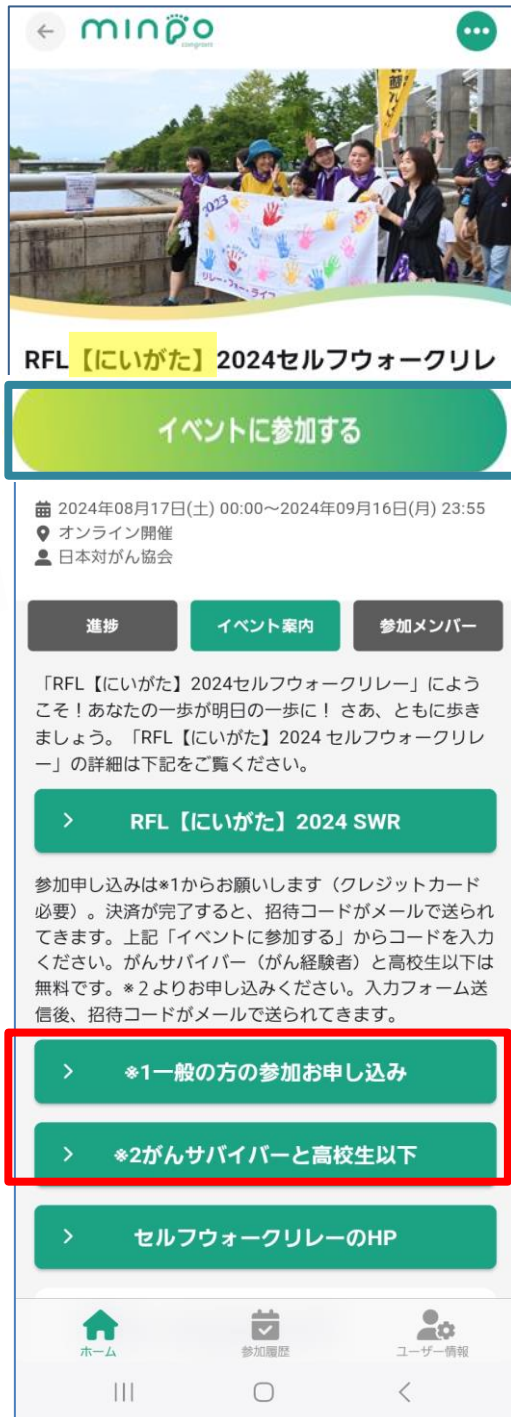 minpo
congrant
2023
リレー・フォー・ライフ
RFL【にいがた】2024セルフウォークリレ
イベントに参加する
2024年08月17日(土) 00:00～2024年09月16日(月) 23:55
オンライン開催
日本対がん協会
進捗
イベント案内
参加メンバー
「RFL【にいがた】2024セルフウォークリレー」によう
こそ！あなたの一歩が明日の一歩に！ さあ、ともに歩き
ましょう。「RFL【にいがた】2024 セルフウォークリレ
ー」の詳細は下記をご覧ください。
RFL【にいがた】2024 SWR
参加申し込みは※1からお願いします（クレジットカード
必要）。決済が完了すると、招待コードがメールで送られ
てきます。上記「イベントに参加する」からコードを入力
ください。がんサバイバー（がん経験者）と高校生以下は
無料です。※２よりお申し込みください。入力フォーム送
信後、招待コードがメールで送られてきます。
※1一般の方の参加お申し込み
※2がんサバイバーと高校生以下
セルフウォークリレーのHP
ホーム
参加履歴
ユーザー情報